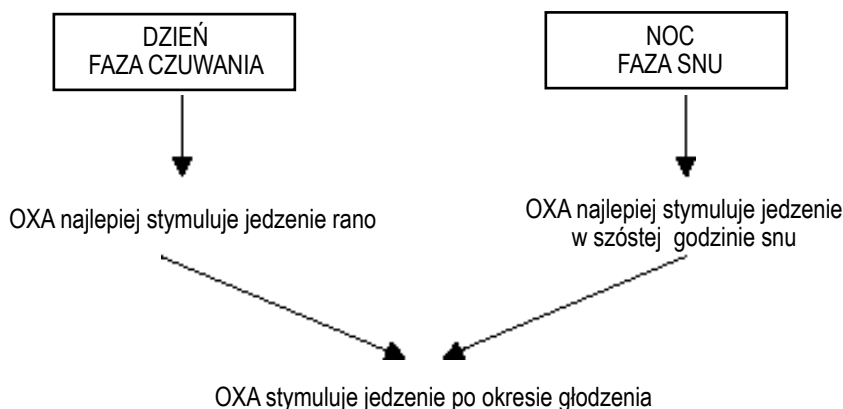 DZIEŃ
FAZA CZUWANIA
NOC
FAZA SNU
OXA najlepiej stymuluje jedzenie rano
OXA najlepiej stymuluje jedzenie
w szóstej godzinie snu
OXA stymuluje jedzenie po okresie głodzenia